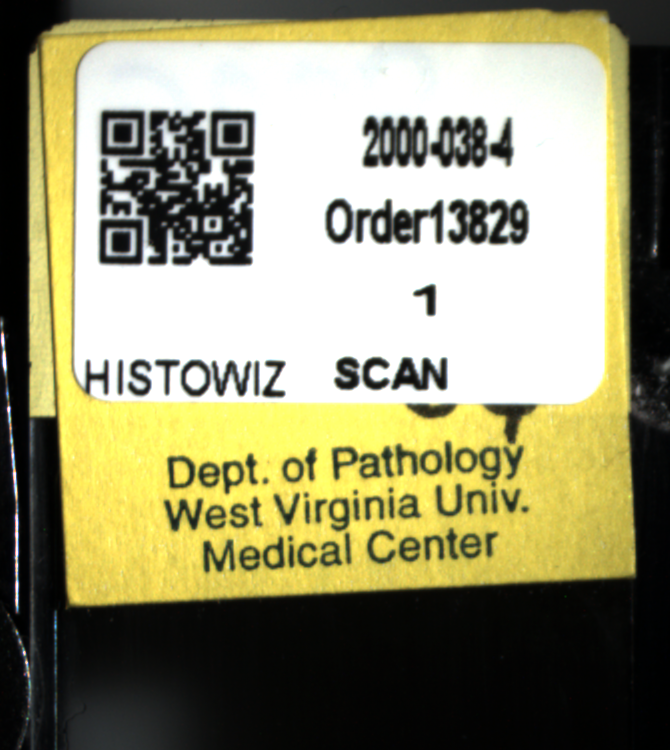 2000-038-4
Order13829
1
HISTOWIZ SCAN
Dept. of Pathology
West Virginia Univ.
Medical Center